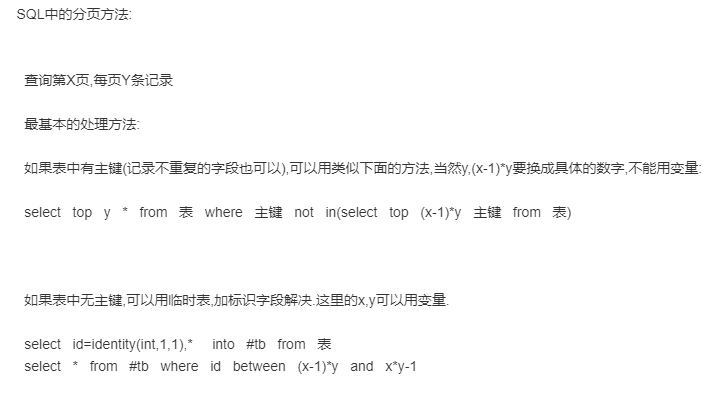 SQL中的分页方法:
查询第X页,每页Y条记录
最基本的处理方法:
如果表中有主键(记录不重复的字段也可以),可以用类似下面的方法,当然y,(x-1)*y要换成具体的数字,不能用变量:
select top y * from 表 where 主键 not in(select top (x-1)*y 主键 from 表)
如果表中无主键,可以用临时表,加标识字段解决.这里的x,y可以用变量.
select id=identity(int,1,1),* into #tb from 表
select * from #tb where id between (x-1)*y and x*y-1